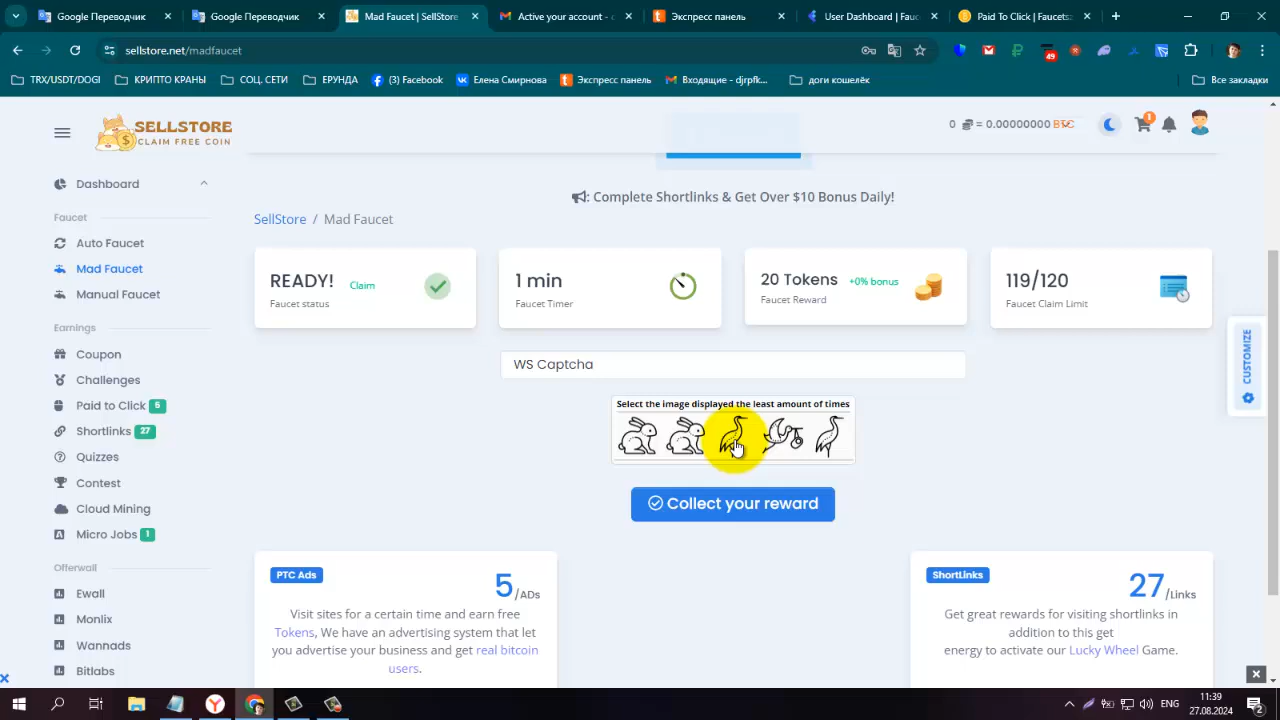 Google Переводчик
Google Переводчик
Mad Faucet | SellStore
Active your account - c
Экспресс панель
User Dashboard | Fauc
Paid To Click | Faucetsa
sellstore.net/madfaucet
49
TRX/USDT/DOGI
КРИПТО КРАНЫ
СОЦ. СЕТИ
ЕРУНДА
(3) Facebook
Елена Смирнова
Экспресс панель
Входящие - djrpfk...
доги кошелёк
Все закладки
SELLSTORE
CLAIM FREE COIN
0 = 0.00000000 BTC
1
Dashboard
Faucet
Auto Faucet
Mad Faucet
Manual Faucet
Earnings
Coupon
Challenges
Paid to Click 6
Shortlinks 27
Quizzes
Contest
Cloud Mining
Micro Jobs 1
Offerwall
Ewall
Monlix
Wannads
Bitlabs
: Complete Shortlinks & Get Over $10 Bonus Daily!
SellStore / Mad Faucet
READY! Claim
Faucet status
1 min
Faucet Timer
20 Tokens +0% bonus
Faucet Reward
119/120
Faucet Claim Limit
CUSTOMIZE
WS Captcha
Select the image displayed the least amount of times
Collect your reward
PTC Ads
5/ADs
Visit sites for a certain time and earn free
Tokens, We have an advertising system that let
you advertise your business and get real bitcoin
users.
ShortLinks
27/Links
Get great rewards for visiting shortlinks in
addition to this get
energy to activate our Lucky Wheel Game.
ENG
11:39
27.08.2024
2